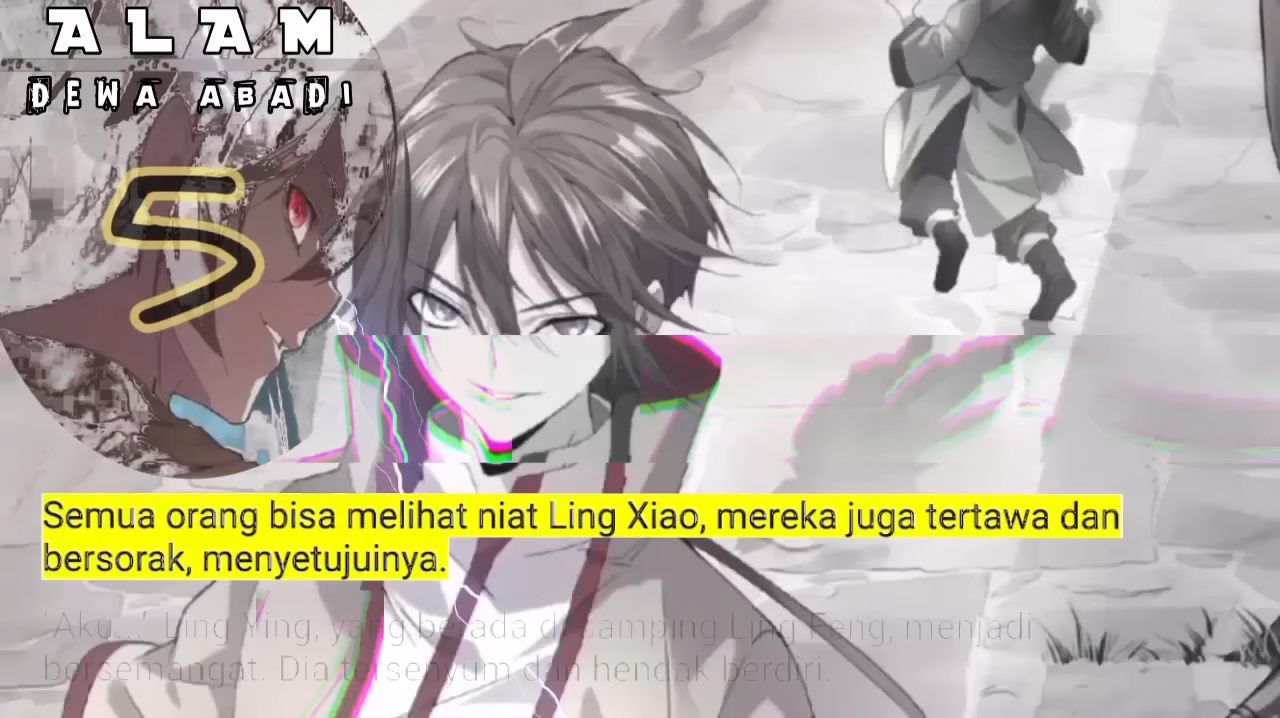 ALAM
DEWA ABADI
5
Semua orang bisa melihat niat Ling Xiao, mereka juga tertawa dan
bersorak, menyetujuinya.
'Aku...' Ling Ying, yang berada di samping Ling Feng, menjadi
bersemangat. Dia tersenyum dan hendak berdiri.